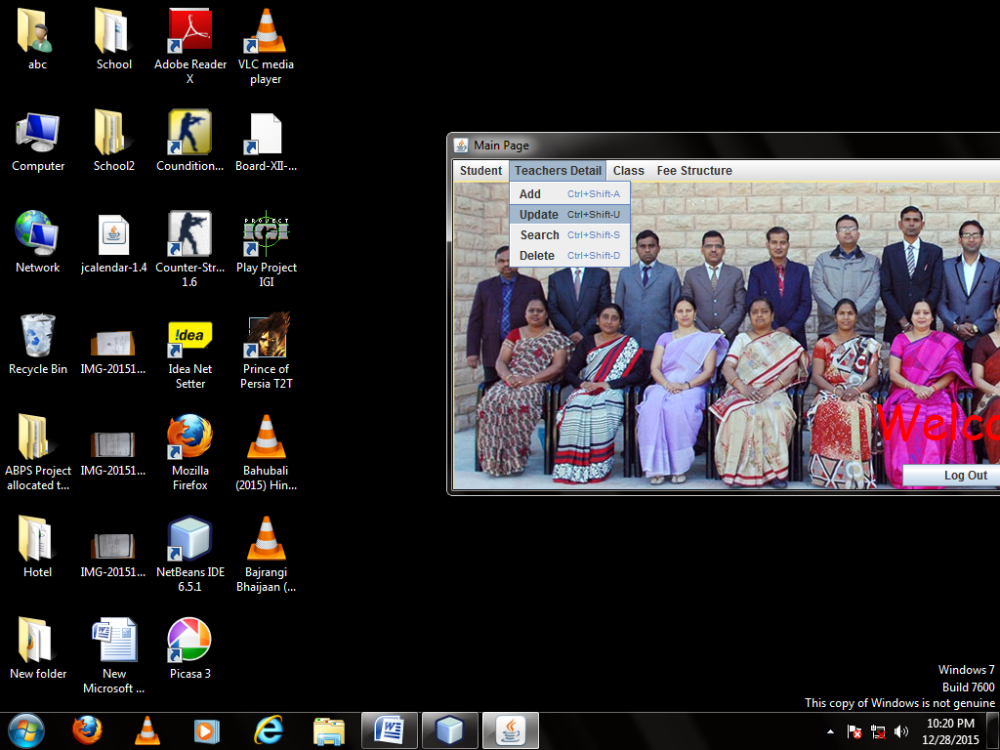 abc
School
Adobe Reader
X
VLC media
player
Computer
School2
Coundition...
Board-XII-...
Network
jcalendar-1.4
Counter-Str...
1.6
PROJECT
IGI
Play Project
IGI
Recycle Bin
IMG-20151...
!dea
Idea Net
Setter
Prince of
Persia T2T
ABPS Project
allocated t...
IMG-20151...
Mozilla
Firefox
Bahubali
(2015) Hin...
Hotel
IMG-20151...
NetBeans IDE
6.5.1
Bajrangi
Bhaijaan (...
New folder
New
Microsoft ...
Picasa 3
Main Page
Student Teachers Detail Class Fee Structure
Add Ctrl+Shift-A
Update Ctrl+Shift-U
Search Ctrl+Shift-S
Delete Ctrl+Shift-D
Welco
Log Out
Windows 7
Build 7600
This copy of Windows is not genuine
10:20 PM
12/28/2015